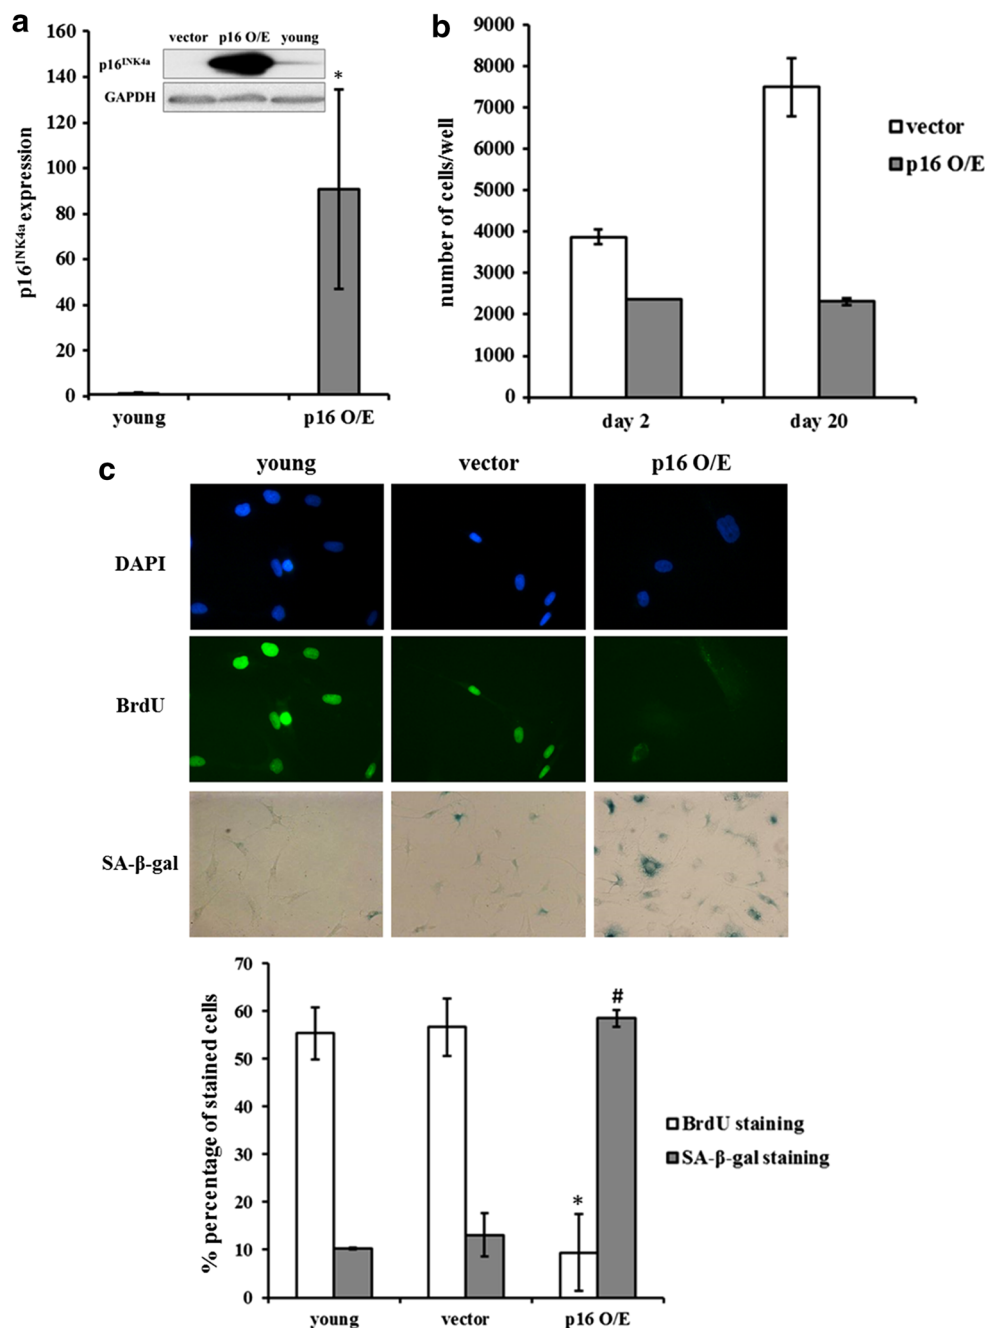 a
160
140
120
100
80
60
40
20
0
p16INK4a expression
vector p16 O/E young
p16INK4a
GAPDH
*
young p16 O/E
b
9000
8000
7000
6000
5000
4000
3000
2000
1000
0
number of cells/well
vector
p16 O/E
day 2 day 20
c
young vector p16 O/E
DAPI
BrdU
SA-β-gal
70
60
50
40
30
20
10
0
% percentage of stained cells
#
*
BrdU staining
SA-β-gal staining
young vector p16 O/E